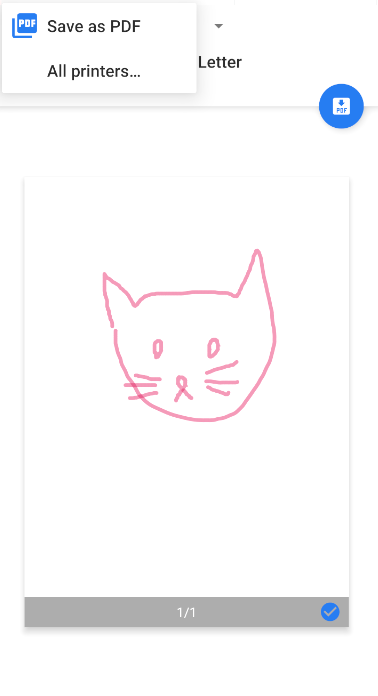 PDF Save as PDF
All printers...
Letter
PDF
1/1